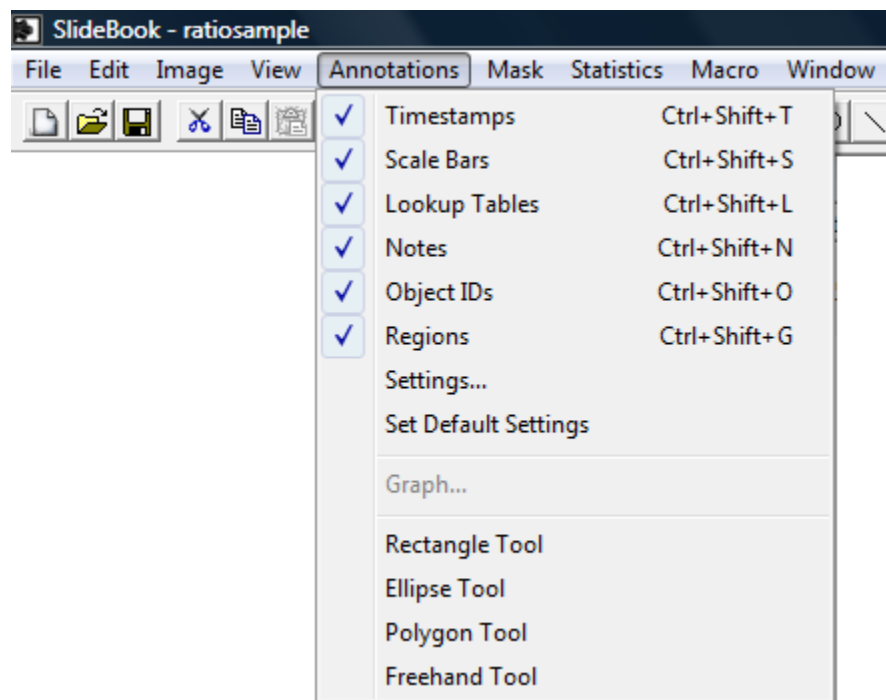 SlideBook - ratiosample
File Edit Image View Annotations Mask Statistics Macro Window
Timestamps Ctrl+Shift+T
Scale Bars Ctrl+Shift+S
Lookup Tables Ctrl+Shift+L
Notes Ctrl+Shift+N
Object IDs Ctrl+Shift+O
Regions Ctrl+Shift+G
Settings...
Set Default Settings
Graph...
Rectangle Tool
Ellipse Tool
Polygon Tool
Freehand Tool